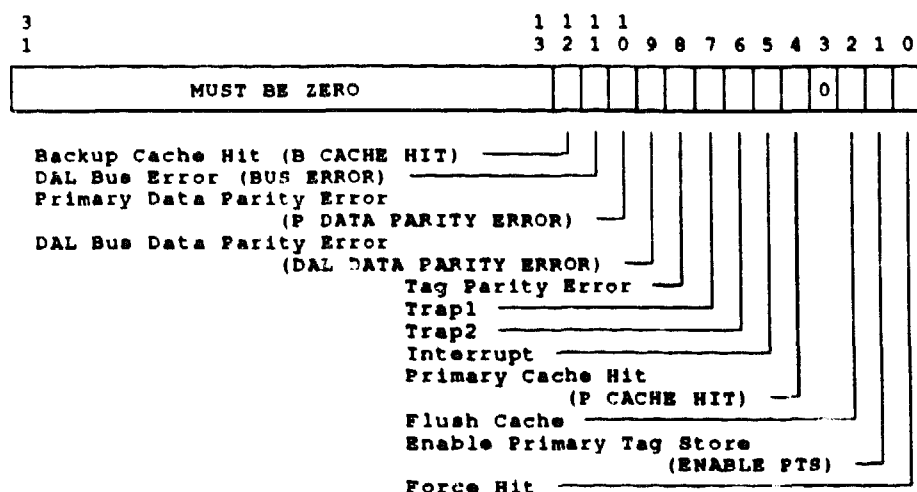 3 1 1 1 1
1 3 2 1 0 9 8 7 6 5 4 3 2 1 0
MUST BE ZERO 0
Backup Cache Hit (B CACHE HIT)
DAL Bus Error (BUS ERROR)
Primary Data Parity Error
(P DATA PARITY ERROR)
DAL Bus Data Parity Error
(DAL DATA PARITY ERROR)
Tag Parity Error
Trap1
Trap2
Interrupt
Primary Cache Hit
(P CACHE HIT)
Flush Cache
Enable Primary Tag Store
(ENABLE PTS)
Force Hit